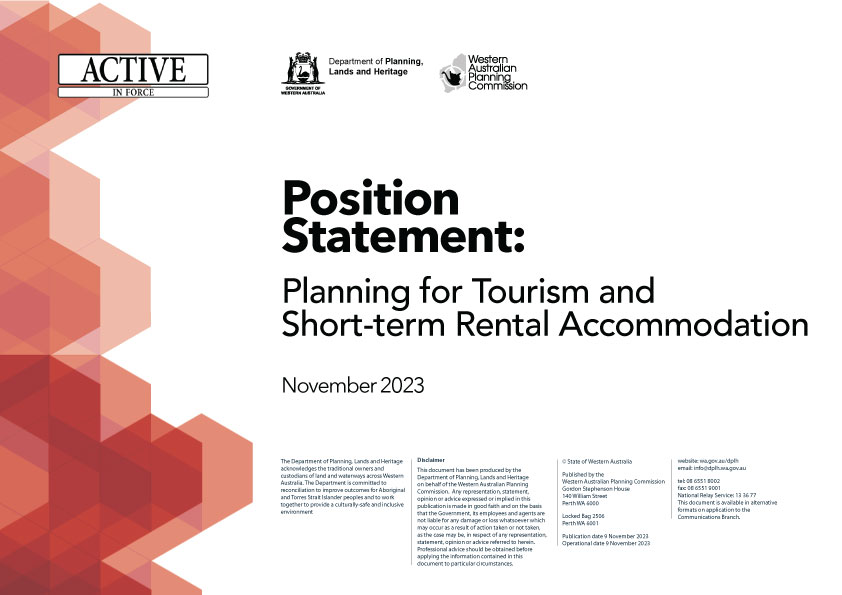 ACTIVE
IN FORCE
GOVERNMENT OF
WESTERN AUSTRALIA
Department of Planning,
Lands and Heritage
Western
Australian
Planning
Commission
Position
Statement:
Planning for Tourism and
Short-term Rental Accommodation
November 2023
The Department of Planning, Lands and Heritage
acknowledges the traditional owners and
custodians of land and waterways across Western
Australia. The Department is committed to
reconciliation to improve outcomes for Aboriginal
and Torres Strait Islander peoples and to work
together to provide a culturally-safe and inclusive
environment
Disclaimer
This document has been produced by the
Department of Planning, Lands and Heritage
on behalf of the Western Australian Planning
Commission. Any representation, statement,
opinion or advice expressed or implied in this
publication is made in good faith and on the basis
that the Government, its employees and agents are
not liable for any damage or loss whatsoever which
may occur as a result of action taken or not taken,
as the case may be, in respect of any representation,
statement, opinion or advice referred to herein.
Professional advice should be obtained before
applying the information contained in this
document to particular circumstances.
© State of Western Australia
Published by the
Western Australian Planning Commission
Gordon Stephenson House
140 William Street
Perth WA 6000
Locked Bag 2506
Perth WA 6001
Publication date 9 November 2023
Operational date 9 November 2023
website: wa.gov.au/dplh
email: info@dplh.wa.gov.au
tel: 08 6551 8002
fax: 08 6551 9001
National Relay Service: 13 36 77
This document is available in alternative
formats on application to the
Communications Branch.